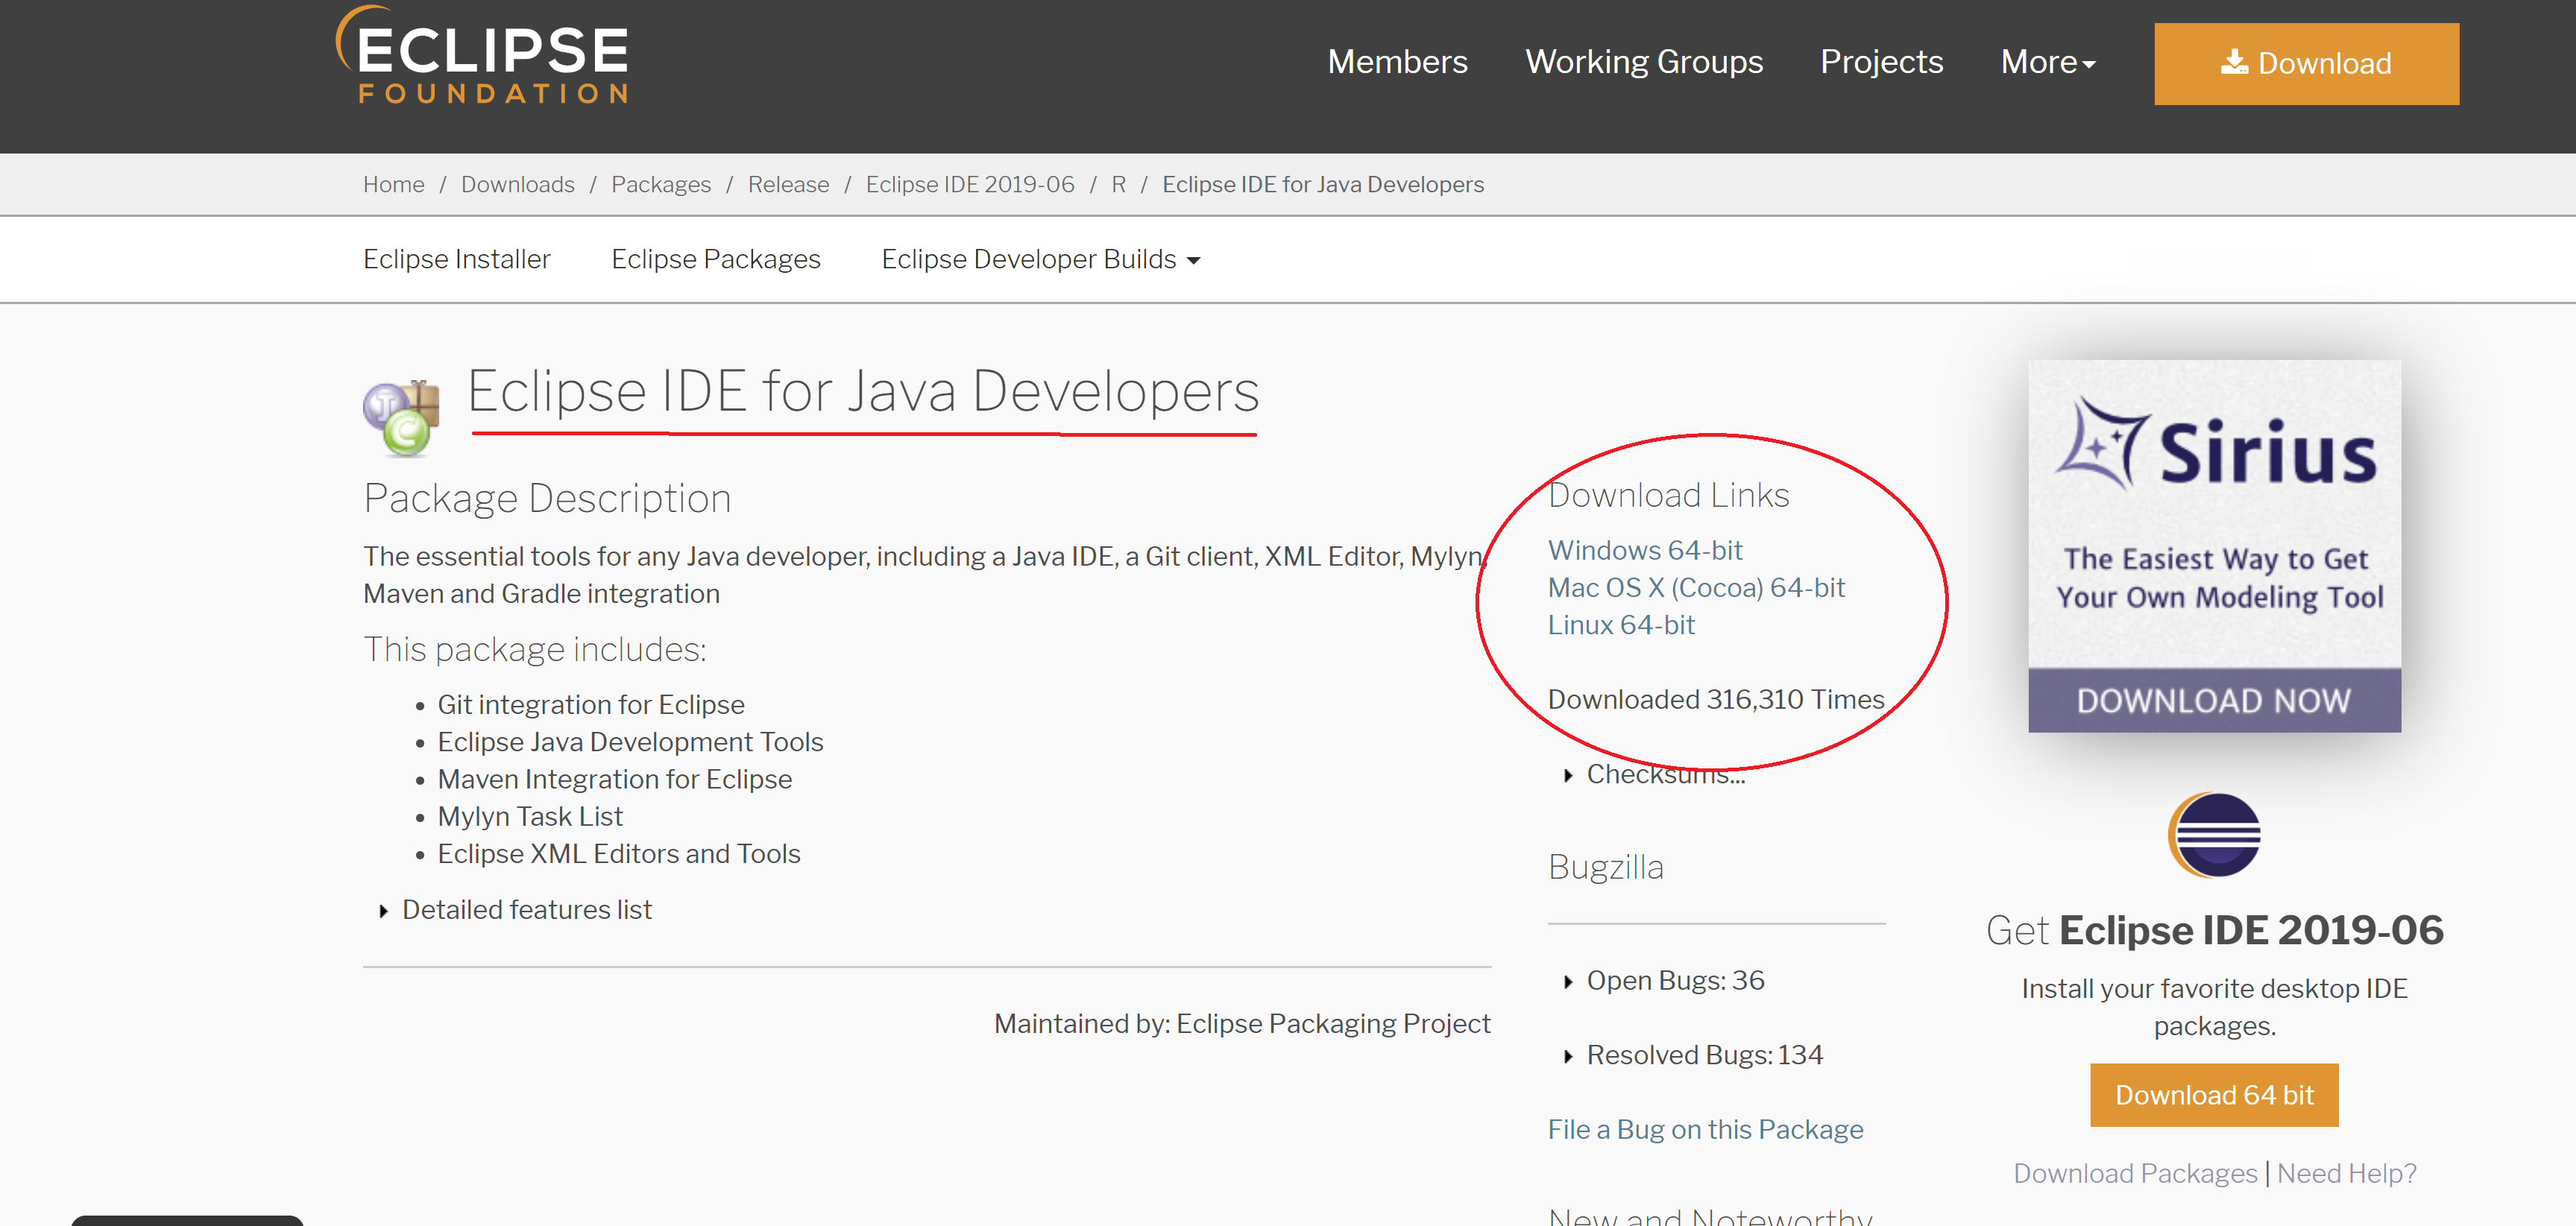 ECLIPSE
FOUNDATION
Members Working Groups Projects More Download
Home / Downloads / Packages / Release / Eclipse IDE 2019-06 / R / Eclipse IDE for Java Developers
Eclipse Installer Eclipse Packages Eclipse Developer Builds
Eclipse IDE for Java Developers
Package Description
The essential tools for any Java developer, including a Java IDE, a Git client, XML Editor, Mylyn,
Maven and Gradle integration
This package includes:
Git integration for Eclipse
Eclipse Java Development Tools
Maven Integration for Eclipse
Mylyn Task List
Eclipse XML Editors and Tools
Detailed features list
Maintained by: Eclipse Packaging Project
Download Links
Windows 64-bit
Mac OS X (Cocoa) 64-bit
Linux 64-bit
Downloaded 316,310 Times
Checksums...
Bugzilla
Open Bugs: 36
Resolved Bugs: 134
File a Bug on this Package
New and Noteworthy
Sirius
The Easiest Way to Get
Your Own Modeling Tool
DOWNLOAD NOW
Get Eclipse IDE 2019-06
Install your favorite desktop IDE
packages.
Download 64 bit
Download Packages | Need Help?